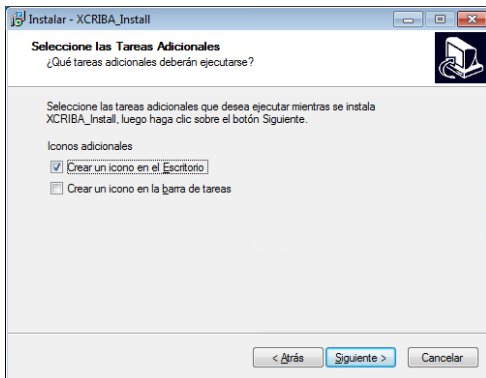 Instalar - XCRIBA_Install
Seleccione las Tareas Adicionales
¿Qué tareas adicionales deberán ejecutarse?
Seleccione las tareas adicionales que desea ejecutar mientras se instala
XCRIBA_Install, luego haga clic sobre el botón Siguiente.
Iconos adicionales
Crear un icono en el Escritorio
Crear un icono en la barra de tareas
< Atrás
Siguiente >
Cancelar